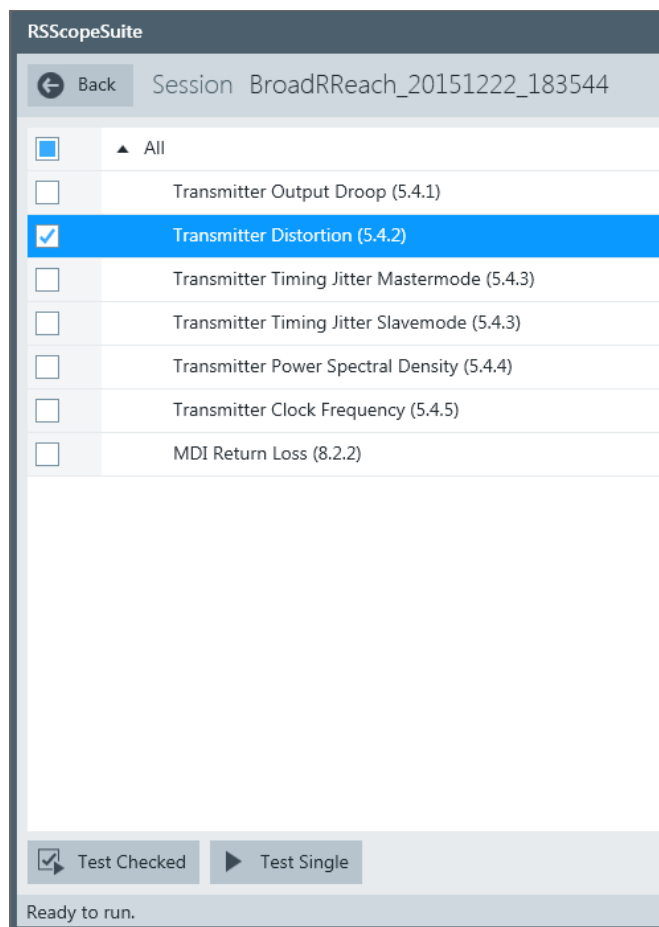 RSScopeSuite
Back Session BroadRReach_20151222_183544
All
Transmitter Output Droop (5.4.1)
Transmitter Distortion (5.4.2)
Transmitter Timing Jitter Mastermode (5.4.3)
Transmitter Timing Jitter Slavemode (5.4.3)
Transmitter Power Spectral Density (5.4.4)
Transmitter Clock Frequency (5.4.5)
MDI Return Loss (8.2.2)
Test Checked Test Single
Ready to run.